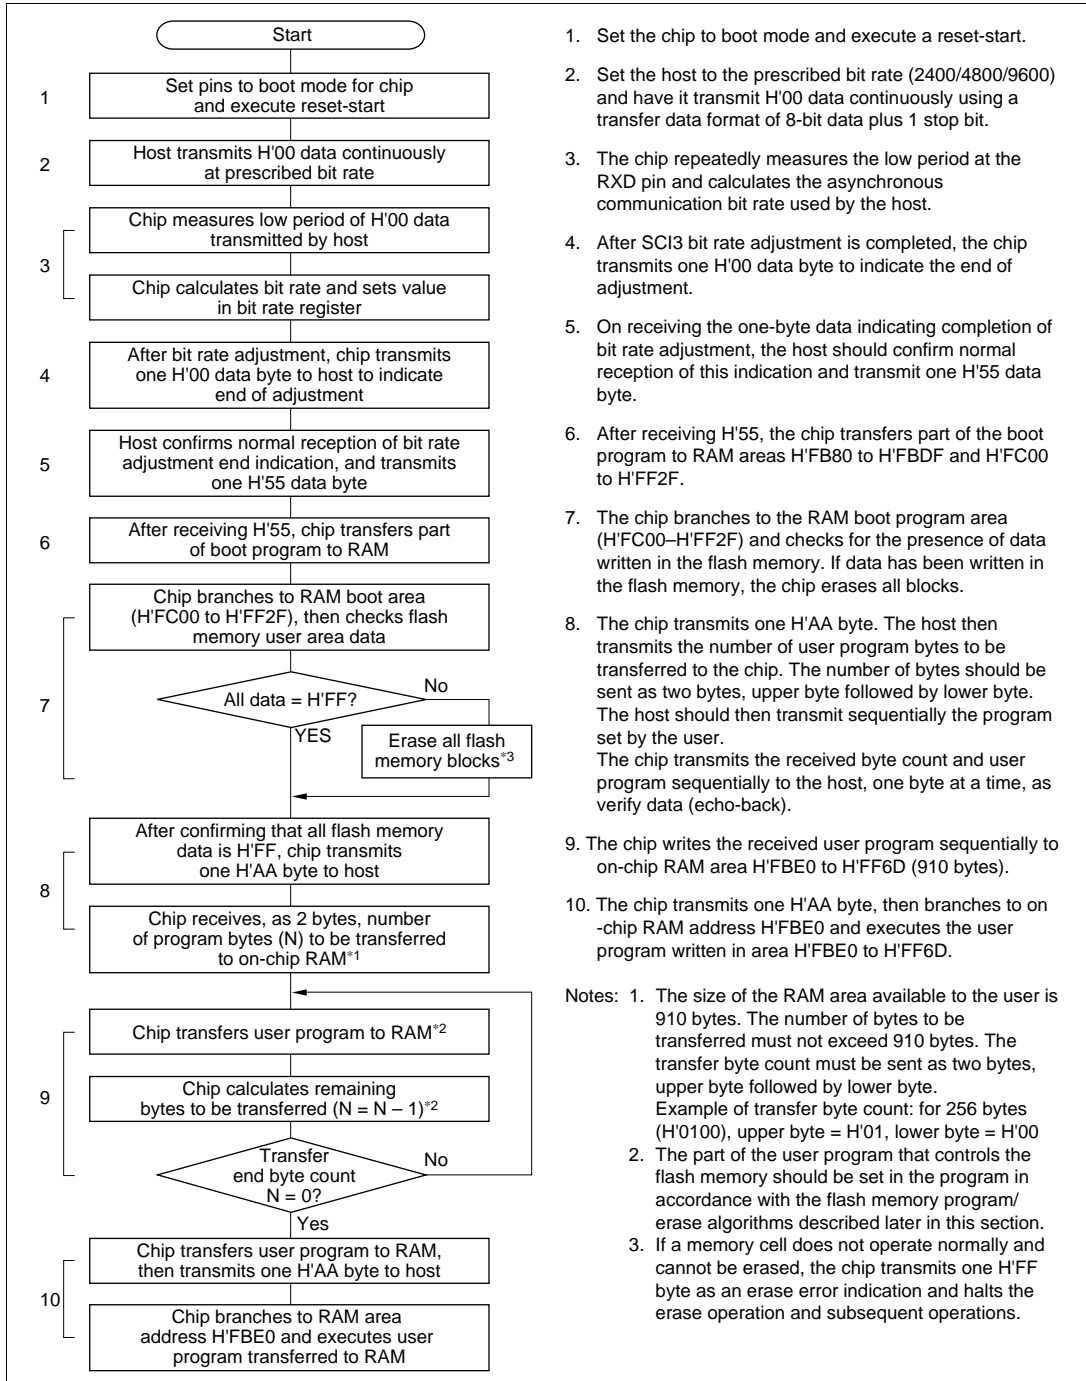 Start
1
Set pins to boot mode for chip
and execute reset-start
2
Host transmits H'00 data continuously
at prescribed bit rate
3
Chip measures low period of H'00 data
transmitted by host
Chip calculates bit rate and sets value
in bit rate register
4
After bit rate adjustment, chip transmits
one H'00 data byte to host to indicate
end of adjustment
5
Host confirms normal reception of bit rate
adjustment end indication, and transmits
one H'55 data byte
6
After receiving H'55, chip transfers part
of boot program to RAM
7
Chip branches to RAM boot area
(H'FC00 to H'FF2F), then checks flash
memory user area data
All data = H'FF?
No
YES
Erase all flash
memory blocks*3
8
After confirming that all flash memory
data is H'FF, chip transmits
one H'AA byte to host
Chip receives, as 2 bytes, number
of program bytes (N) to be transferred
to on-chip RAM*1
9
Chip transfers user program to RAM*2
Chip calculates remaining
bytes to be transferred (N = N – 1)*2
Transfer
end byte count
N = 0?
No
Yes
10
Chip transfers user program to RAM,
then transmits one H'AA byte to host
Chip branches to RAM area
address H'FBE0 and executes user
program transferred to RAM
1. Set the chip to boot mode and execute a reset-start.
2. Set the host to the prescribed bit rate (2400/4800/9600)
and have it transmit H'00 data continuously using a
transfer data format of 8-bit data plus 1 stop bit.
3. The chip repeatedly measures the low period at the
RXD pin and calculates the asynchronous
communication bit rate used by the host.
4. After SCI3 bit rate adjustment is completed, the chip
transmits one H'00 data byte to indicate the end of
adjustment.
5. On receiving the one-byte data indicating completion of
bit rate adjustment, the host should confirm normal
reception of this indication and transmit one H'55 data
byte.
6. After receiving H'55, the chip transfers part of the boot
program to RAM areas H'FB80 to H'FBDF and H'FC00
to H'FF2F.
7. The chip branches to the RAM boot program area
(H'FC00–H'FF2F) and checks for the presence of data
written in the flash memory. If data has been written in
the flash memory, the chip erases all blocks.
8. The chip transmits one H'AA byte. The host then
transmits the number of user program bytes to be
transferred to the chip. The number of bytes should be
sent as two bytes, upper byte followed by lower byte.
The host should then transmit sequentially the program
set by the user.
The chip transmits the received byte count and user
program sequentially to the host, one byte at a time, as
verify data (echo-back).
9. The chip writes the received user program sequentially to
on-chip RAM area H'FBE0 to H'FF6D (910 bytes).
10. The chip transmits one H'AA byte, then branches to on
-chip RAM address H'FBE0 and executes the user
program written in area H'FBE0 to H'FF6D.
Notes: 1. The size of the RAM area available to the user is
910 bytes. The number of bytes to be
transferred must not exceed 910 bytes. The
transfer byte count must be sent as two bytes,
upper byte followed by lower byte.
Example of transfer byte count: for 256 bytes
(H'0100), upper byte = H'01, lower byte = H'00
2. The part of the user program that controls the
flash memory should be set in the program in
accordance with the flash memory program/
erase algorithms described later in this section.
3. If a memory cell does not operate normally and
cannot be erased, the chip transmits one H'FF
byte as an erase error indication and halts the
erase operation and subsequent operations.